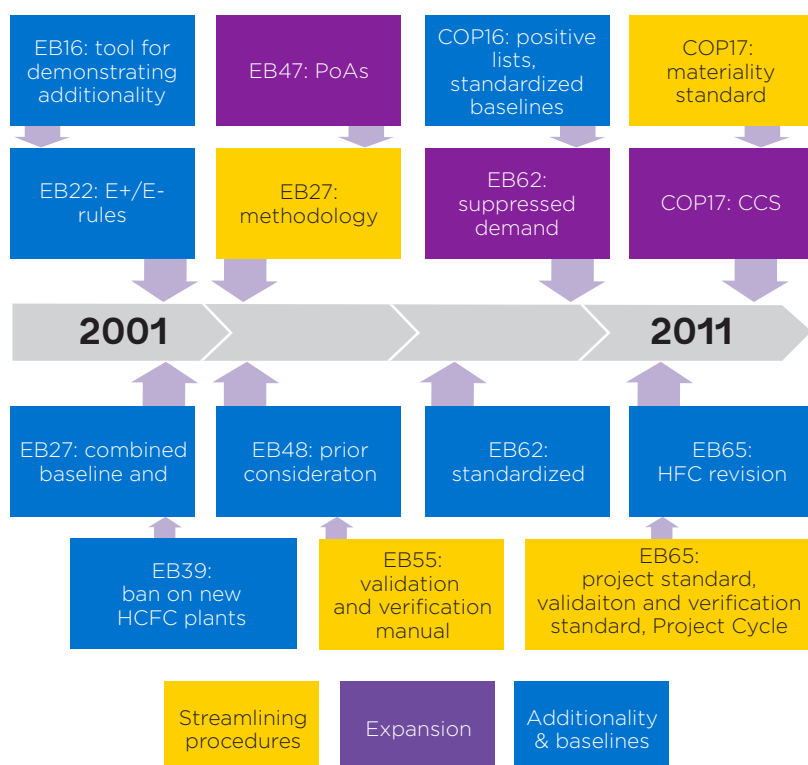 EB16: tool for
demonstrating
additionality
EB47: PoAs
COP16: positive
lists,
standardized
baselines
COP17:
materiality
standard
EB22: E+/E-
rules
EB27:
methodology
EB62:
suppressed
demand
COP17: CCS
2001
2011
EB27: combined
baseline and
EB48: prior
consideraton
EB62:
standardized
EB65:
HFC revision
EB39:
ban on new
HCFC plants
EB55:
validation
and verification
manual
EB65:
project standard,
validaiton and verification
standard, Project Cycle
Streamlining
procedures
Expansion
Additionality
& baselines